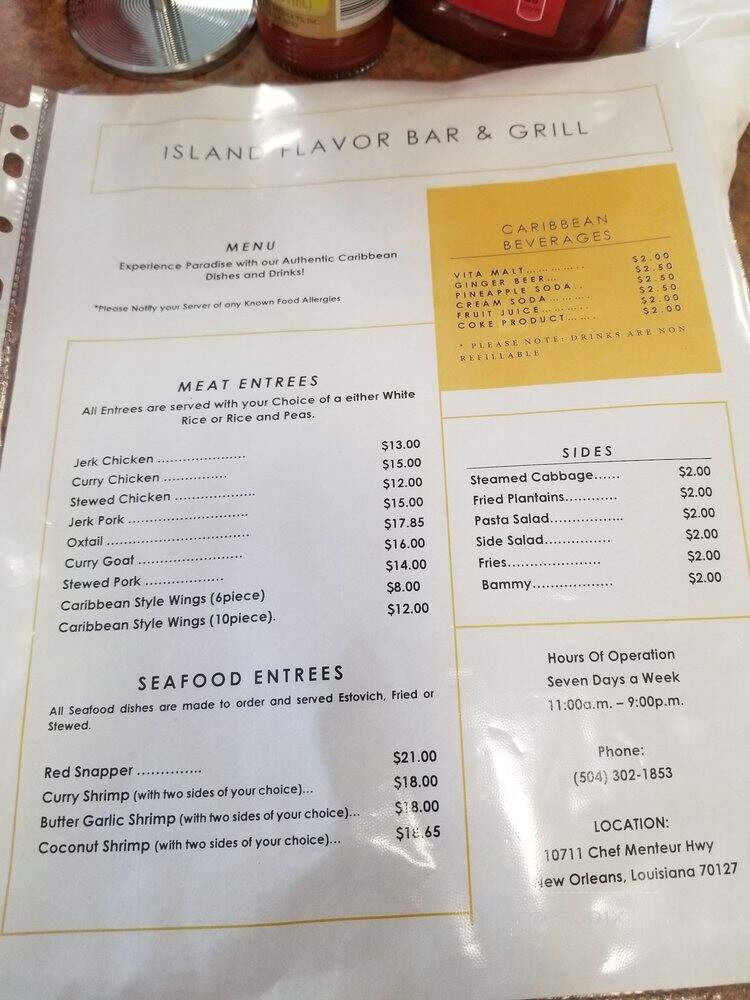 ISLAND FLAVOR BAR & GRILL
MENU
Experience Paradise with our Authentic Caribbean
Dishes and Drinks!
*Please Notify your Server of any Known Food Allergies
CARIBBEAN
BEVERAGES
VITA MALT............... $2.00
GINGER BEER... $2.50
PINEAPPLE SODA.. $2.50
CREAM SODA.......... $2.50
FRUIT JUICE........... $2.00
COKE PRODUCT....... $2.00
* PLEASE NOTE: DRINKS ARE NON
REFILLABLE
MEAT ENTREES
All Entrees are served with your Choice of a either White
Rice or Rice and Peas.
Jerk Chicken ...................... $13.00
Curry Chicken ................ $15.00
Stewed Chicken .................... $12.00
Jerk Pork .............................. $15.00
Oxtail .................................... $17.85
Curry Goat .......................... $16.00
Stewed Pork .................... $14.00
Caribbean Style Wings (6piece) $8.00
Caribbean Style Wings (10piece). $12.00
SEAFOOD ENTREES
All Seafood dishes are made to order and served Estovich, Fried or
Stewed.
Red Snapper .............. $21.00
Curry Shrimp (with two sides of your choice)... $18.00
Butter Garlic Shrimp (with two sides of your choice)... $18.00
Coconut Shrimp (with two sides of your choice)...
SIDES
Steamed Cabbage...... $2.00
Fried Plantains............ $2.00
Pasta Salad................. $2.00
Side Salad............... $2.00
Fries..................... $2.00
Bammy.................. $2.00
Hours Of Operation
Seven Days a Week
11:00a.m. – 9:00p.m.
Phone:
(504) 302-1853
LOCATION:
10711 Chef Menteur Hwy
New Orleans, Louisiana 70127